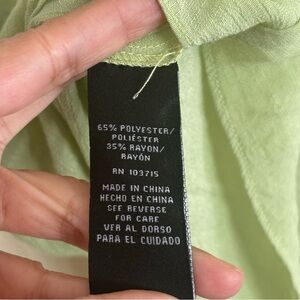 65% POLYESTER/
POLIÉSTER
35% RAYON/
RAYÓN
RN 103715
MADE IN CHINA
HECHO EN CHINA
SEE REVERSE
FOR CARE
VER AL DORSO
PARA EL CUIDADO